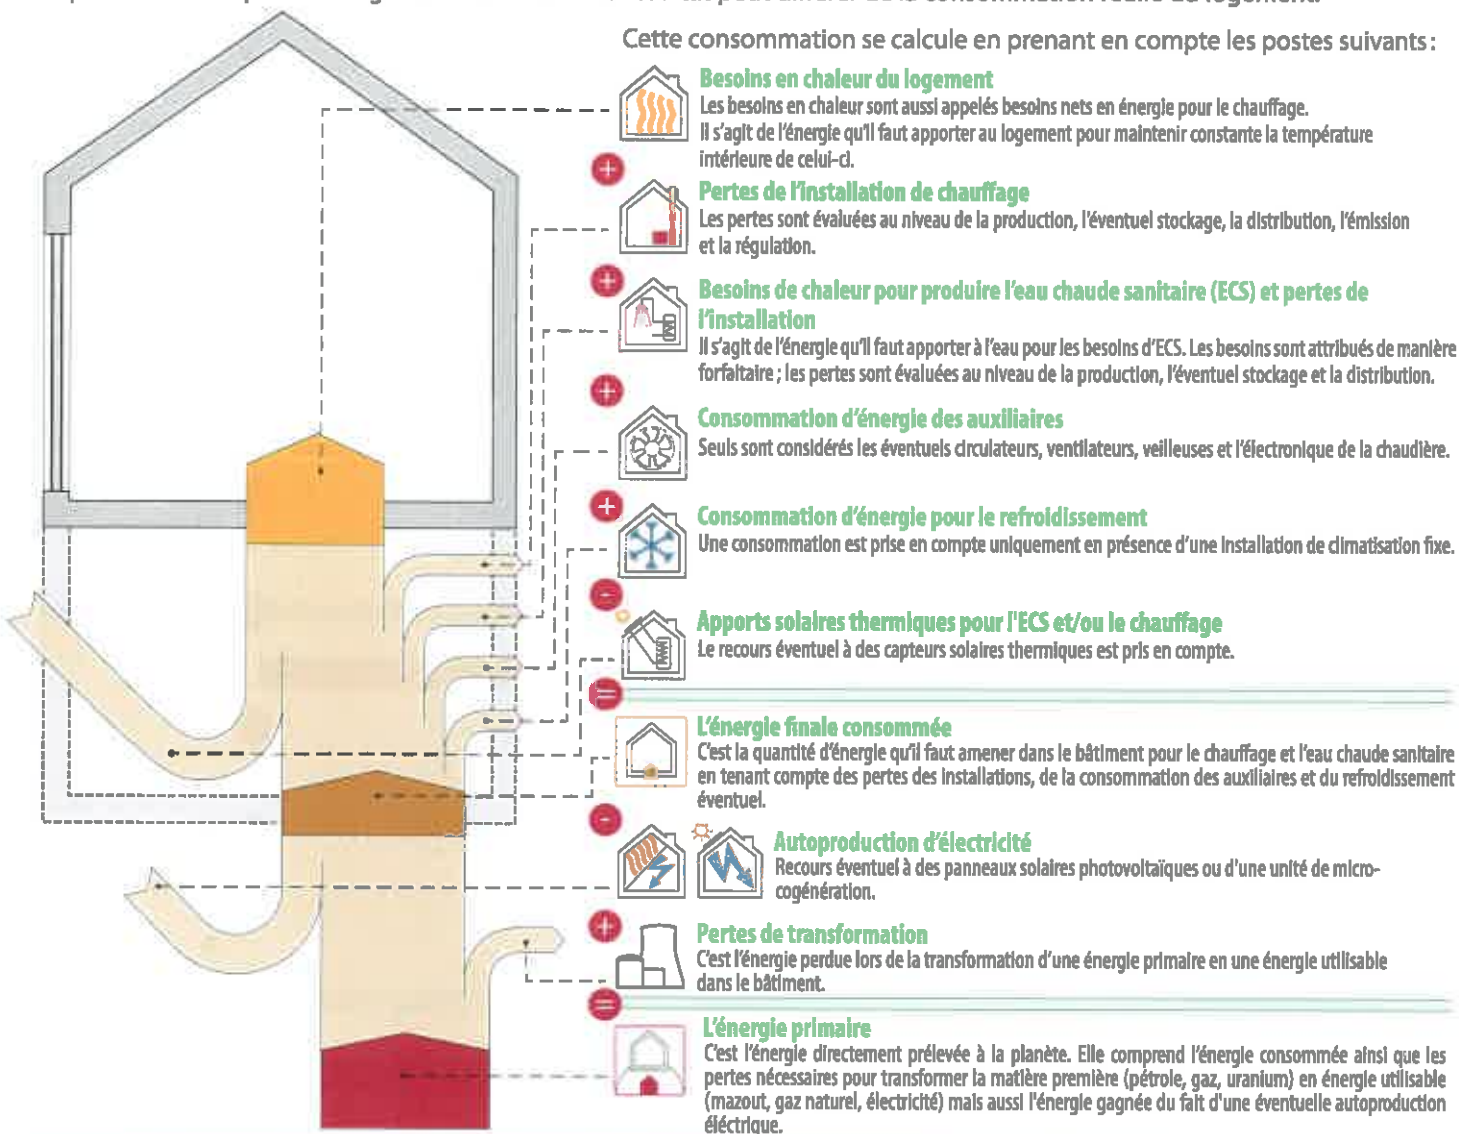 peut différer de la consommation réelle du logement.
Cette consommation se calcule en prenant en compte les postes suivants :
Besoins en chaleur du logement
Les besoins en chaleur sont aussi appelés besoins nets en énergie pour le chauffage.
Il s'agit de l'énergie qu'il faut apporter au logement pour maintenir constante la température
intérieure de celui-ci.
+
Pertes de l'installation de chauffage
Les pertes sont évaluées au niveau de la production, l'éventuel stockage, la distribution, l'émission
et la régulation.
+
Besoins de chaleur pour produire l'eau chaude sanitaire (ECS) et pertes de
l'installation
Il s'agit de l'énergie qu'il faut apporter à l'eau pour les besoins d'ECS. Les besoins sont attribués de manière
forfaitaire ; les pertes sont évaluées au niveau de la production, l'éventuel stockage et la distribution.
+
Consommation d'énergie des auxiliaires
Seuls sont considérés les éventuels circulateurs, ventilateurs, veilleuses et l'électronique de la chaudière.
+
Consommation d'énergie pour le refroidissement
Une consommation est prise en compte uniquement en présence d'une installation de climatisation fixe.
-
Apports solaires thermiques pour l'ECS et/ou le chauffage
Le recours éventuel à des capteurs solaires thermiques est pris en compte.
=
L'énergie finale consommée
C'est la quantité d'énergie qu'il faut amener dans le bâtiment pour le chauffage et l'eau chaude sanitaire
en tenant compte des pertes des installations, de la consommation des auxiliaires et du refroidissement
éventuel.
-
Autoproduction d'électricité
Recours éventuel à des panneaux solaires photovoltaïques ou d'une unité de micro-
cogénération.
+
Pertes de transformation
C'est l'énergie perdue lors de la transformation d'une énergie primaire en une énergie utilisable
dans le bâtiment.
=
L'énergie primaire
C'est l'énergie directement prélevée à la planète. Elle comprend l'énergie consommée ainsi que les
pertes nécessaires pour transformer la matière première (pétrole, gaz, uranium) en énergie utilisable
(mazout, gaz naturel, électricité) mais aussi l'énergie gagnée du fait d'une éventuelle autoproduction
éléctrique.